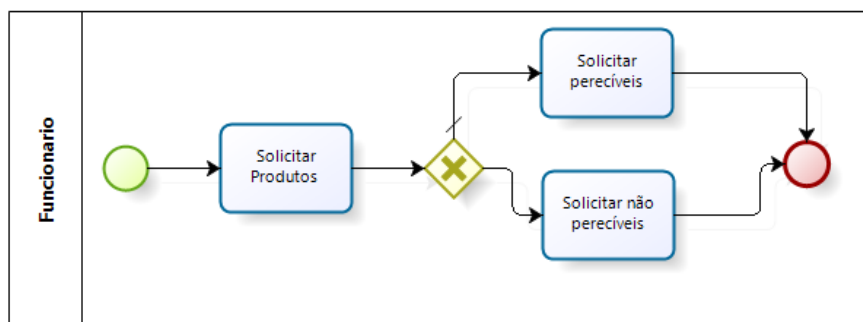 Funcionario
Solicitar
Produtos
Solicitar
perecíveis
Solicitar não
perecíveis